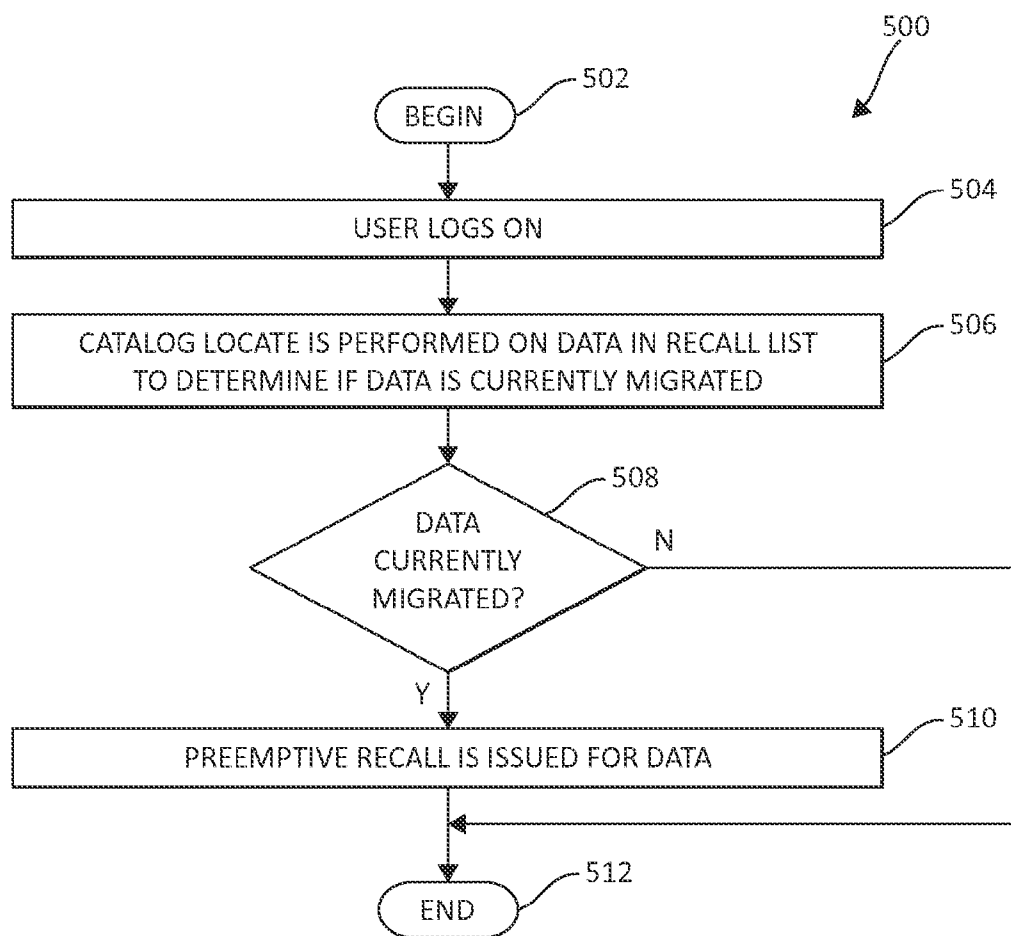 500
BEGIN
502
USER LOGS ON
504
CATALOG LOCATE IS PERFORMED ON DATA IN RECALL LIST
TO DETERMINE IF DATA IS CURRENTLY MIGRATED
506
DATA
CURRENTLY
MIGRATED?
508
N
Y
PREEMPTIVE RECALL IS ISSUED FOR DATA
510
END
512